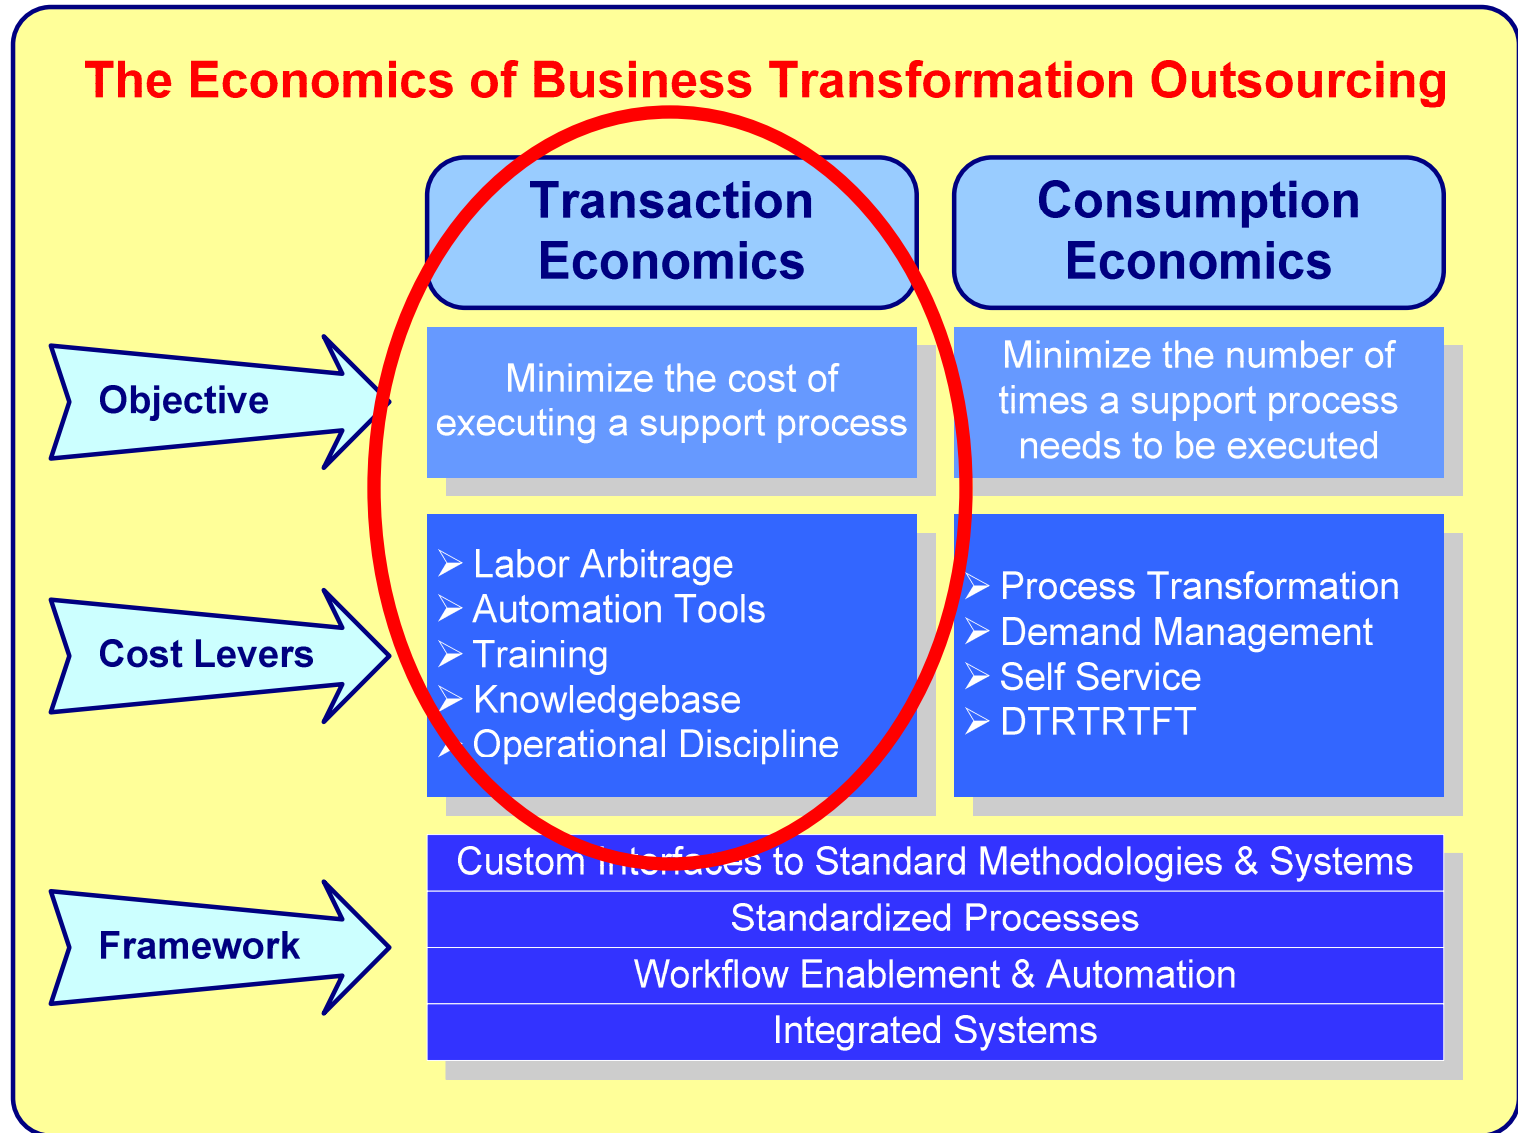 The Economics of Business Transformation Outsourcing
Transaction
Economics
Consumption
Economics
Objective
Minimize the cost of
executing a support process
Minimize the number of
times a support process
needs to be executed
Cost Levers
Labor Arbitrage
Automation Tools
Training
Knowledgebase
Operational Discipline
Process Transformation
Demand Management
Self Service
DTRTRTFT
Framework
Custom Interfaces to Standard Methodologies & Systems
Standardized Processes
Workflow Enablement & Automation
Integrated Systems